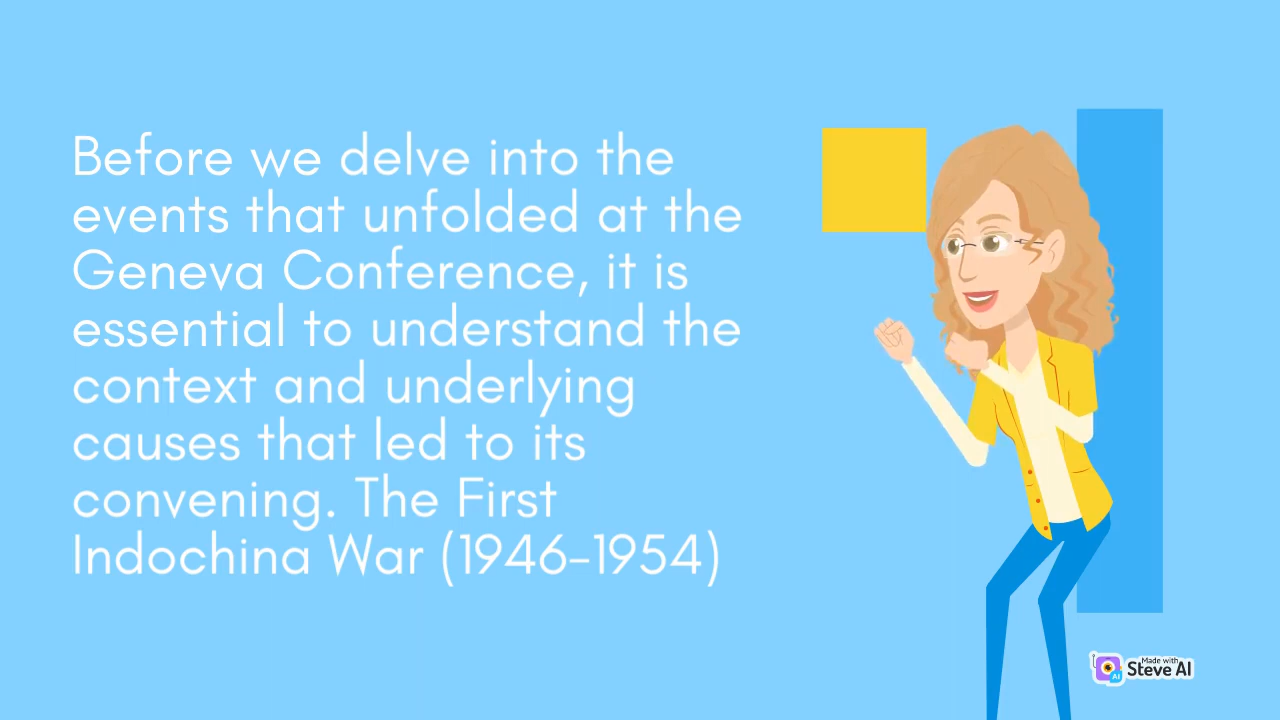 Before we delve into the
events that unfolded at the
Geneva Conference, it is
essential to understand the
context and underlying
causes that led to its
convening. The First
Indochina War (1946-1954)
Made with
Steve AI
AI